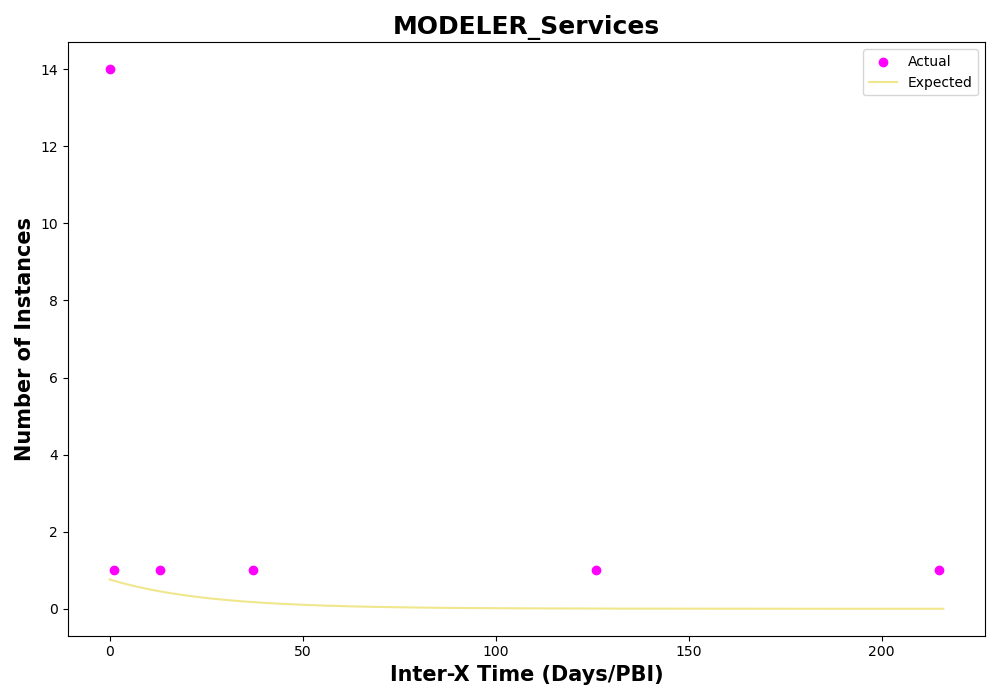 MODELER_Services
Actual
Expected
14
12
10
8
6
4
2
0
Number of Instances
0
50
100
150
200
Inter-X Time (Days/PBI)